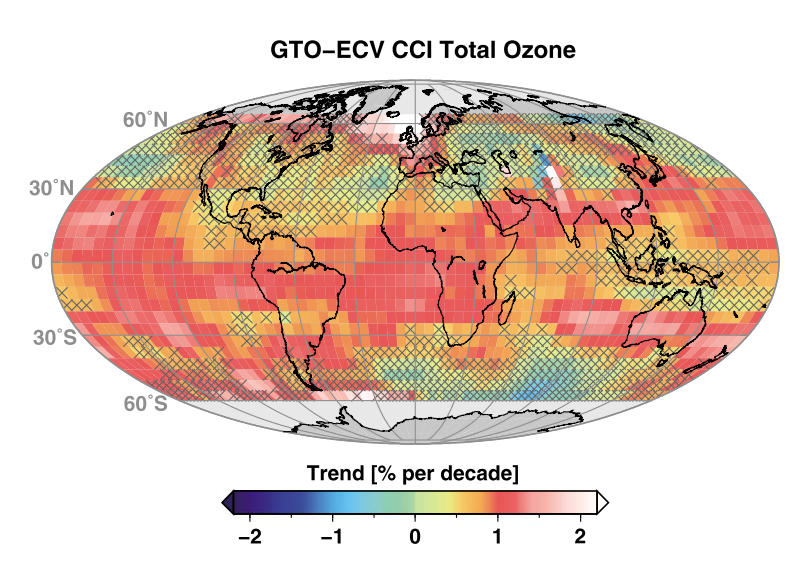 GTO−ECV CCI Total Ozone
60˚N
30˚N
0˚
30˚S
60˚S
Trend [% per decade]
−2 −1 0 1 2